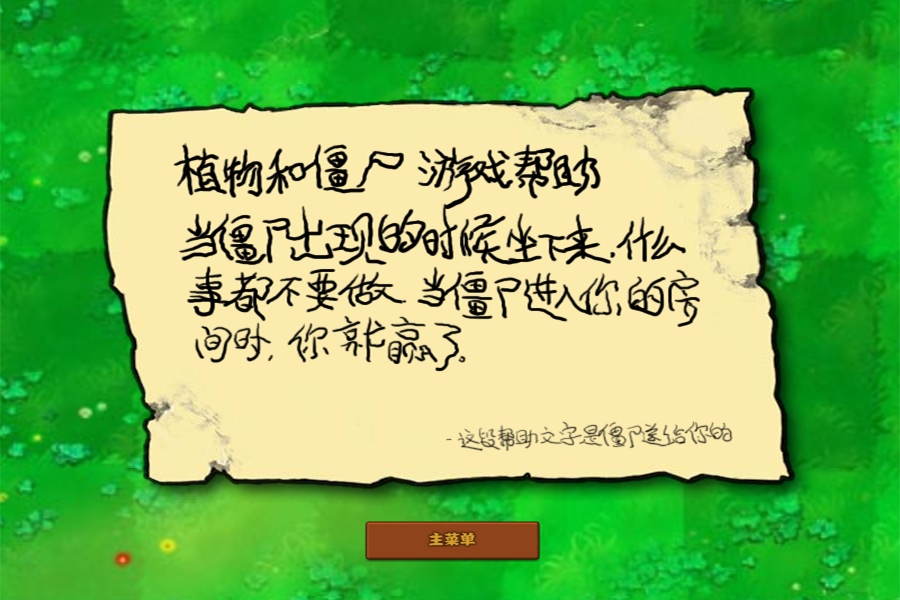 植物和僵尸 游戏帮助
当僵尸出现的时候坐下来.什么
事都不要做 当僵尸进入你的房
间时,你就赢了。
-这段帮助文字是僵尸送给你的
主菜单